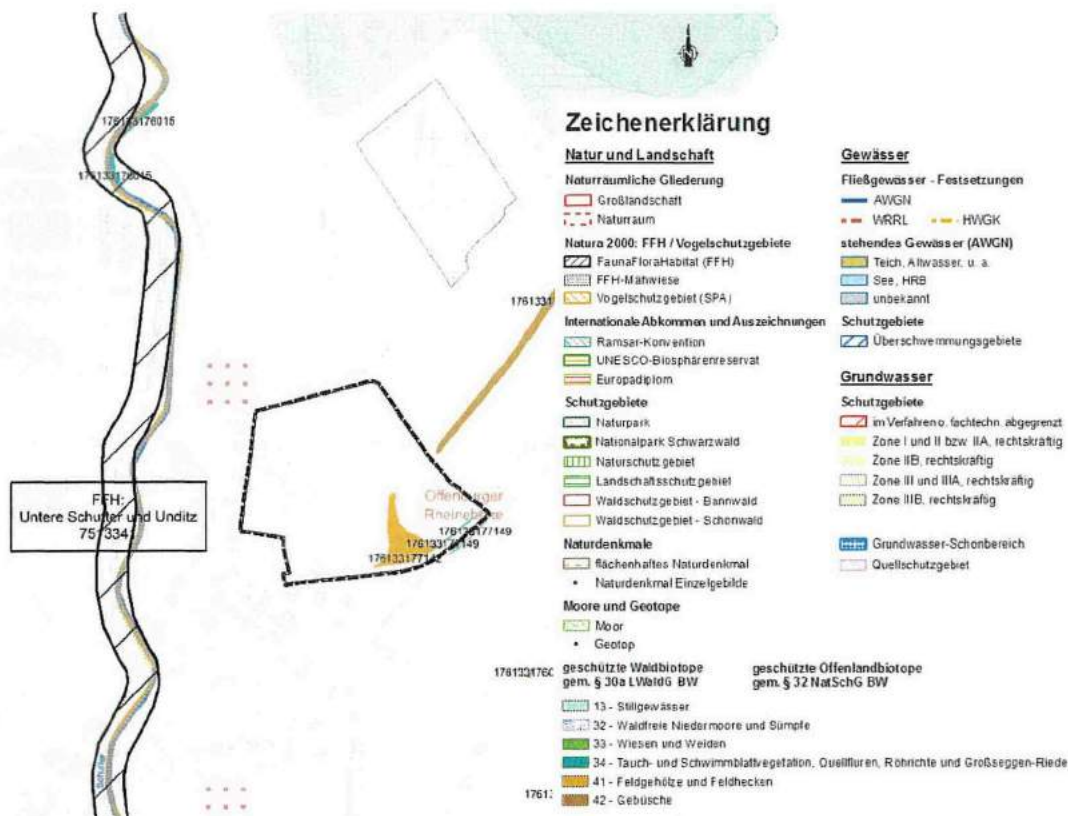 176133176015
176133176015
FFH:
Untere Schutter und Unditz
Offenburger
Rheinebene
176133177149
176133177149
Schutter
Zeichenerklärung
Natur und Landschaft
Naturräumliche Gliederung
Großlandschaft
Naturraum
Natura 2000: FFH / Vogelschutzgebiete
FaunaFloraHabitat (FFH)
FFH-Mähwiese
Vogelschutzgebiet (SPA)
Internationale Abkommen und Auszeichnungen
Ramsar-Konvention
UNESCO-Biosphärenreservat
Europadiplom
Schutzgebiete
Naturpark
Nationalpark Schwarzwald
Naturschutzgebiet
Landschaftsschutzgebiet
Waldschutzgebiet - Bannwald
Waldschutzgebiet - Schonwald
Naturdenkmale
flächenhaftes Naturdenkmal
• Naturdenkmal Einzelgebilde
Moore und Geotope
Moor
• Geotop
geschützte Waldbiotope
gem. § 30a LWaldG BW
geschützte Offenlandbiotope
gem. § 32 NatSchG BW
13 - Stillgewässer
32 - Waldfreie Niedermoore und Sümpfe
33 - Wiesen und Weiden
34 - Tauch- und Schwimmblattvegetation, Quellfluren, Röhrichte und Großseggen-Riede
41 - Feldgehölze und Feldhecken
42 - Gebüsche
Gewässer
Fließgewässer - Festsetzungen
AWGN
WRRL
HWGK
stehendes Gewässer (AWGN)
Teich, Altwasser, u. a.
See, HRB
unbekannt
Schutzgebiete
Überschwemmungsgebiete
Grundwasser
Schutzgebiete
im Verfahren o. fachtechn. abgegrenzt
Zone I und II bzw. IIA, rechtskräftig
Zone IIB, rechtskräftig
Zone III und IIIA, rechtskräftig
Zone IIIB, rechtskräftig
Grundwasser-Schonbereich
Quellschutzgebiet